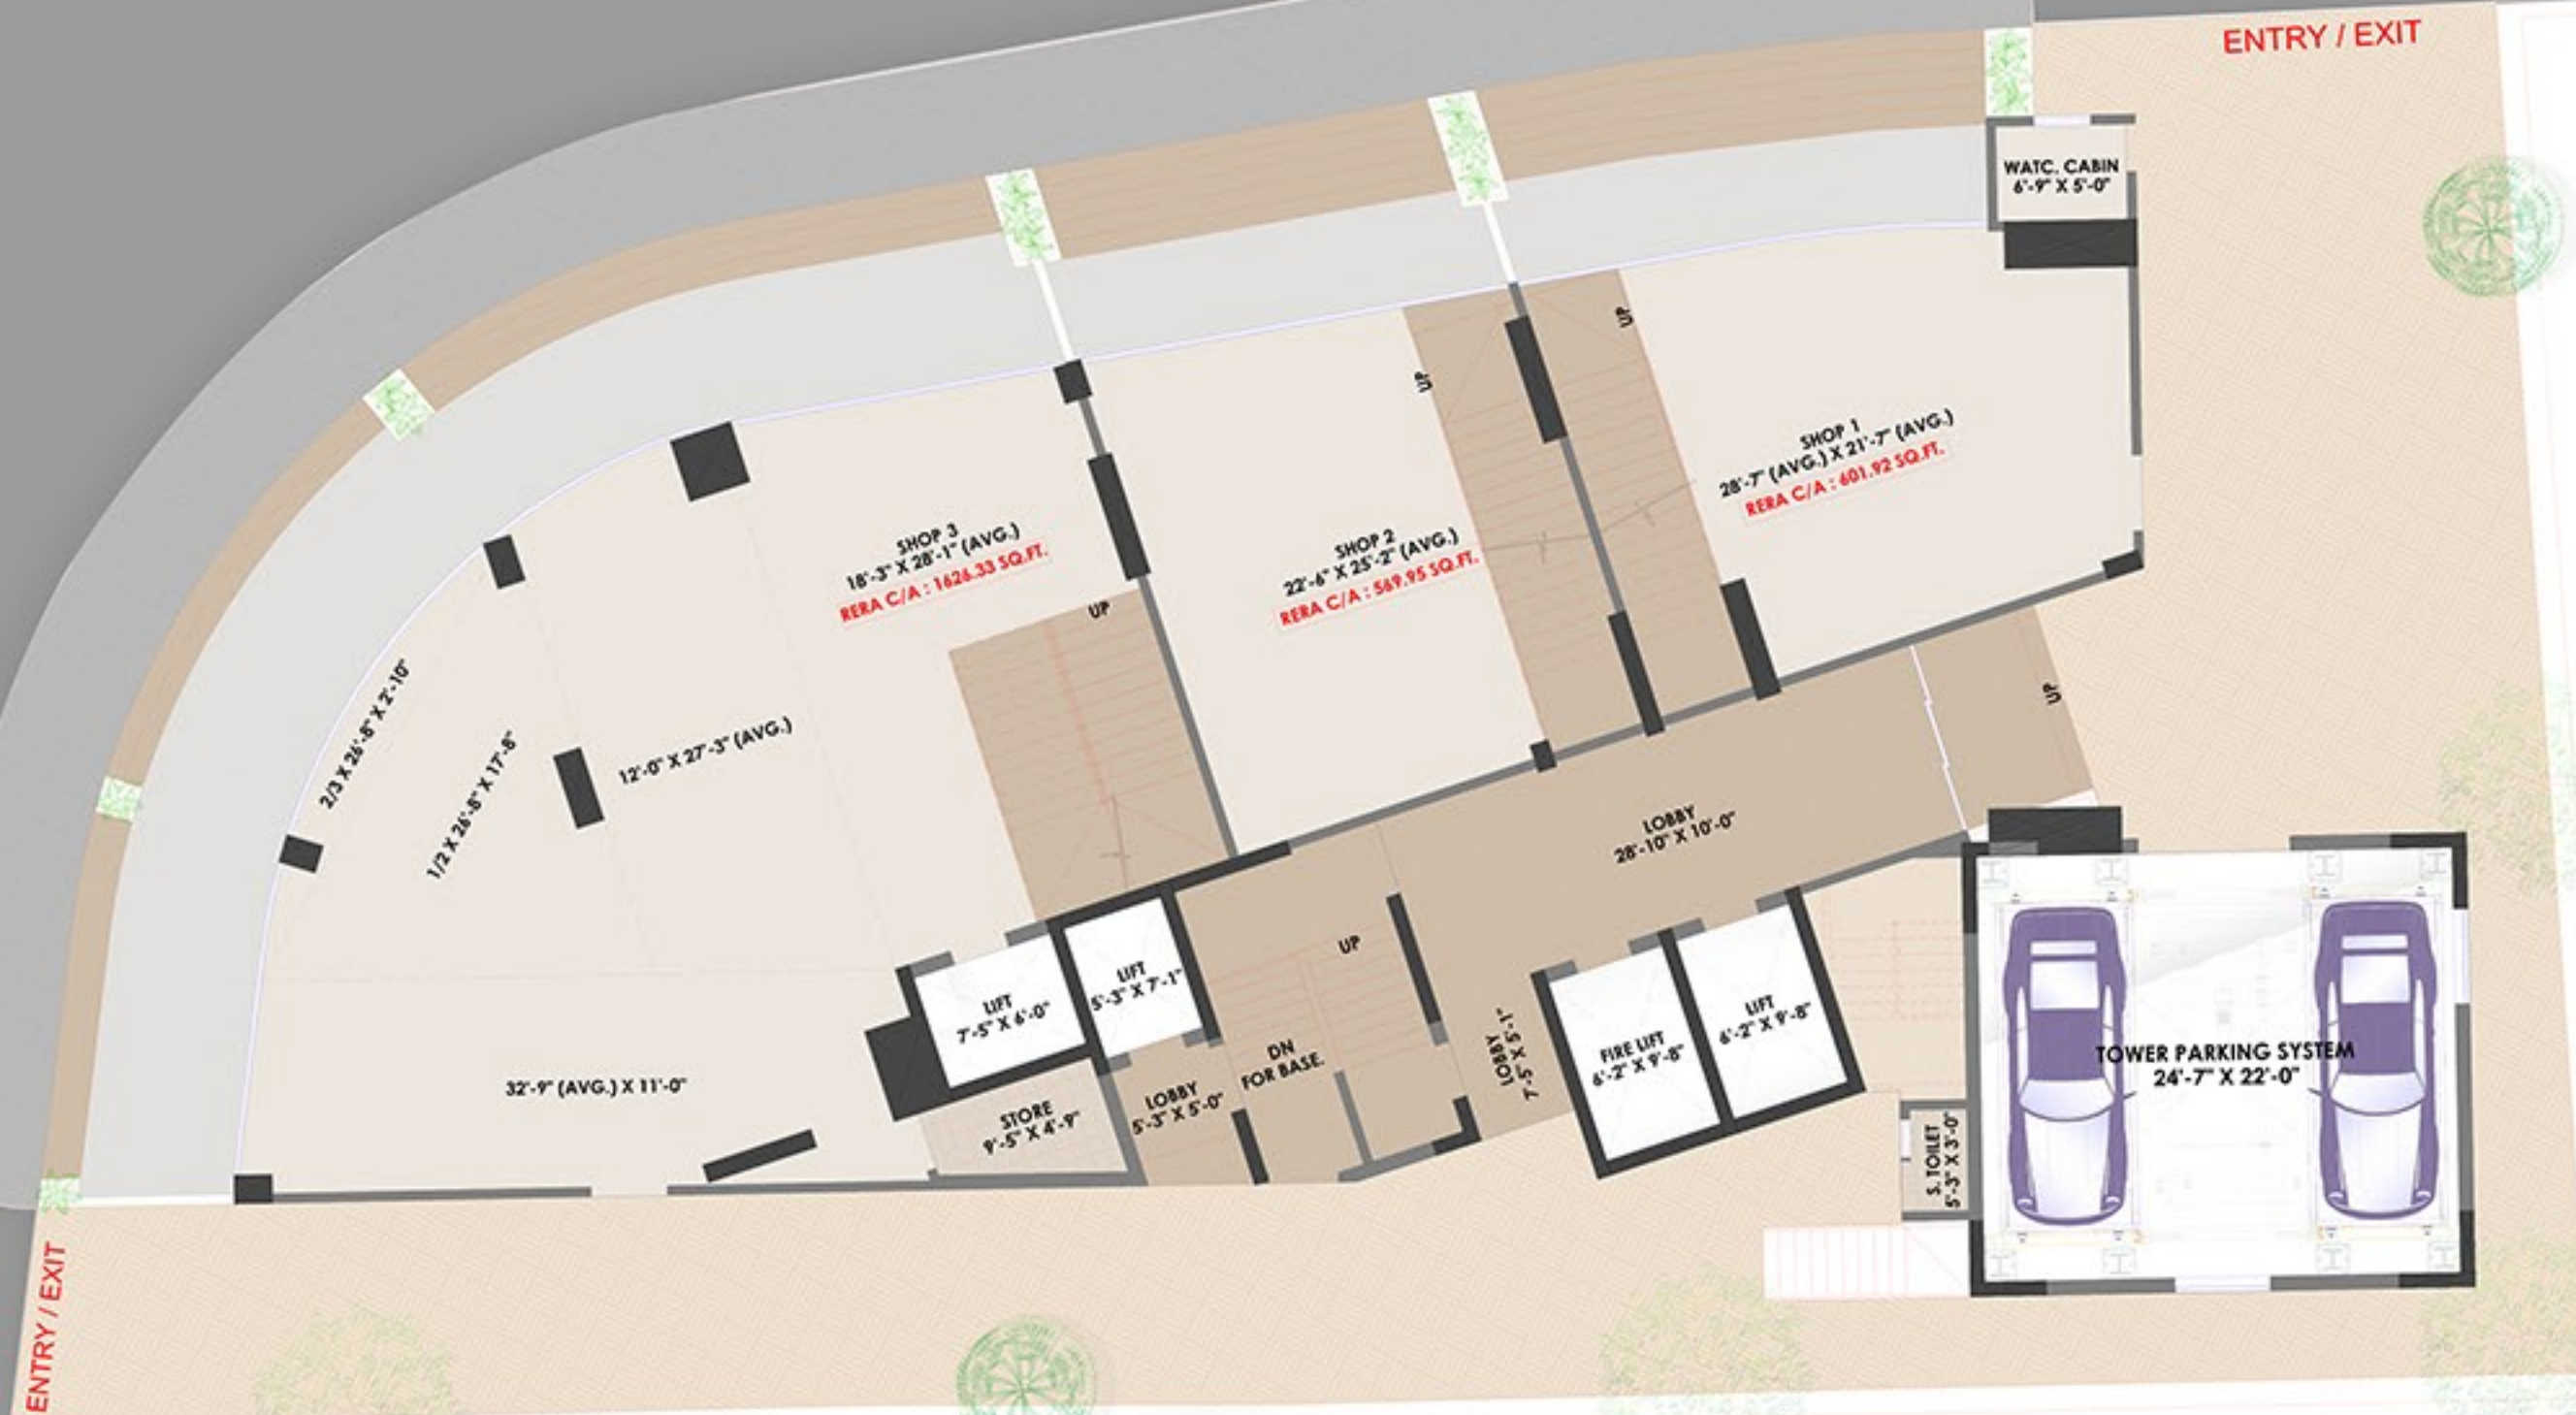 ENTRY / EXIT
WATC. CABIN
6'-9" X 5'-0"
UP
UP
SHOP 1
28'-7" (AVG.) X 21'-7" (AVG.)
RERA C/A : 601.92 SQ.FT.
SHOP 2
22'-6" X 25'-2" (AVG.)
RERA C/A : 569.95 SQ.FT.
SHOP 3
18'-3" X 28'-1" (AVG.)
RERA C/A : 1626.33 SQ.FT.
UP
2/3 X 26'-8" X 2'-10"
1/2 X 26'-8" X 17'-8"
12'-0" X 27'-3" (AVG.)
UP
LOBBY
28'-10" X 10'-0"
UP
LIFT
7'-5" X 6'-0"
LIFT
5'-3" X 7'-1"
DN
FOR BASE.
LOBBY
7'-5" X 5'-1"
FIRE LIFT
6'-2" X 9'-8"
LIFT
6'-2" X 9'-8"
TOWER PARKING SYSTEM
24'-7" X 22'-0"
32'-9" (AVG.) X 11'-0"
STORE
9'-5" X 4'-9"
LOBBY
5'-3" X 5'-0"
S. TOILET
5'-3" X 3'-0"
ENTRY / EXIT